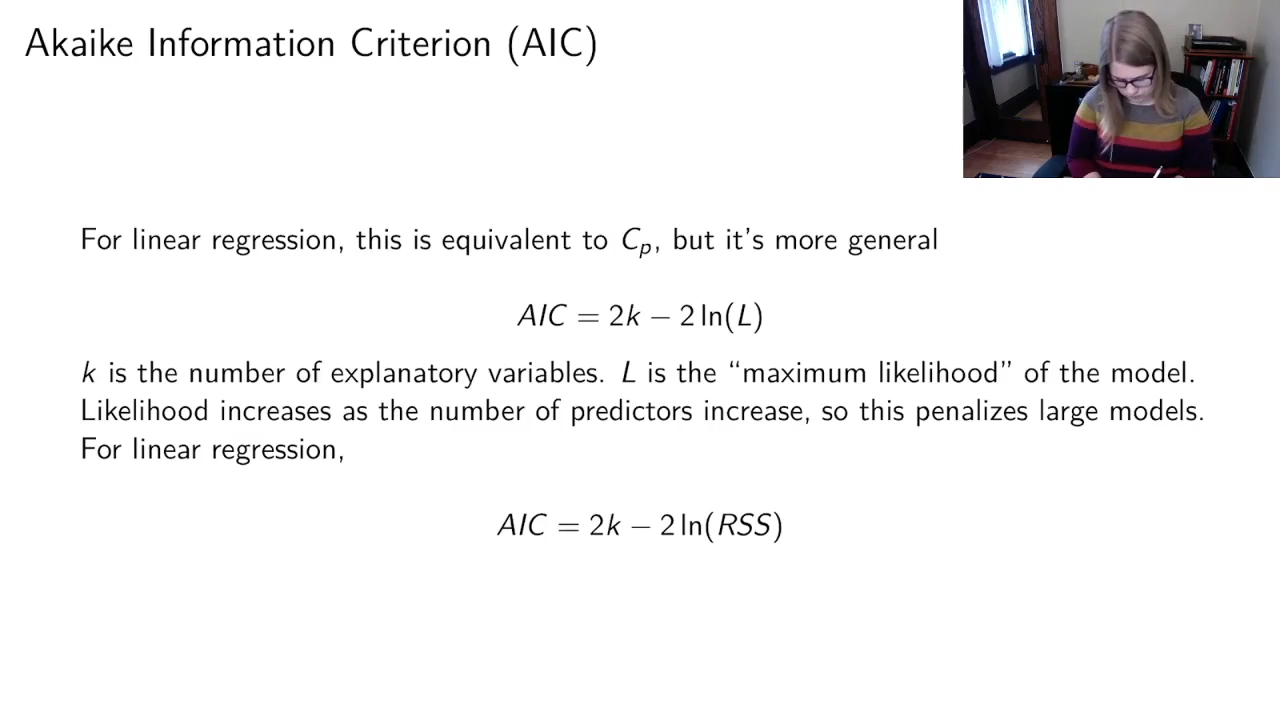 Akaike Information Criterion (AIC)
For linear regression, this is equivalent to Cₚ, but it's more general
AIC = 2k − 2 ln(L)
k is the number of explanatory variables. L is the “maximum likelihood” of the model.
Likelihood increases as the number of predictors increase, so this penalizes large models.
For linear regression,
AIC = 2k − 2 ln(RSS)